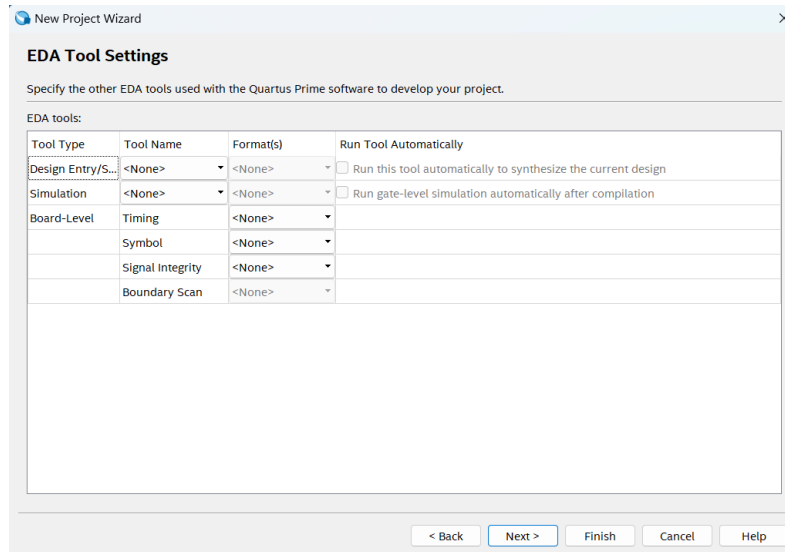 New Project Wizard
EDA Tool Settings
Specify the other EDA tools used with the Quartus Prime software to develop your project.
EDA tools:
Tool Type Tool Name Format(s) Run Tool Automatically
Design Entry/S... <None> <None> Run this tool automatically to synthesize the current design
Simulation <None> <None> Run gate-level simulation automatically after compilation
Board-Level Timing <None>
Symbol <None>
Signal Integrity <None>
Boundary Scan <None>
< Back Next > Finish Cancel Help